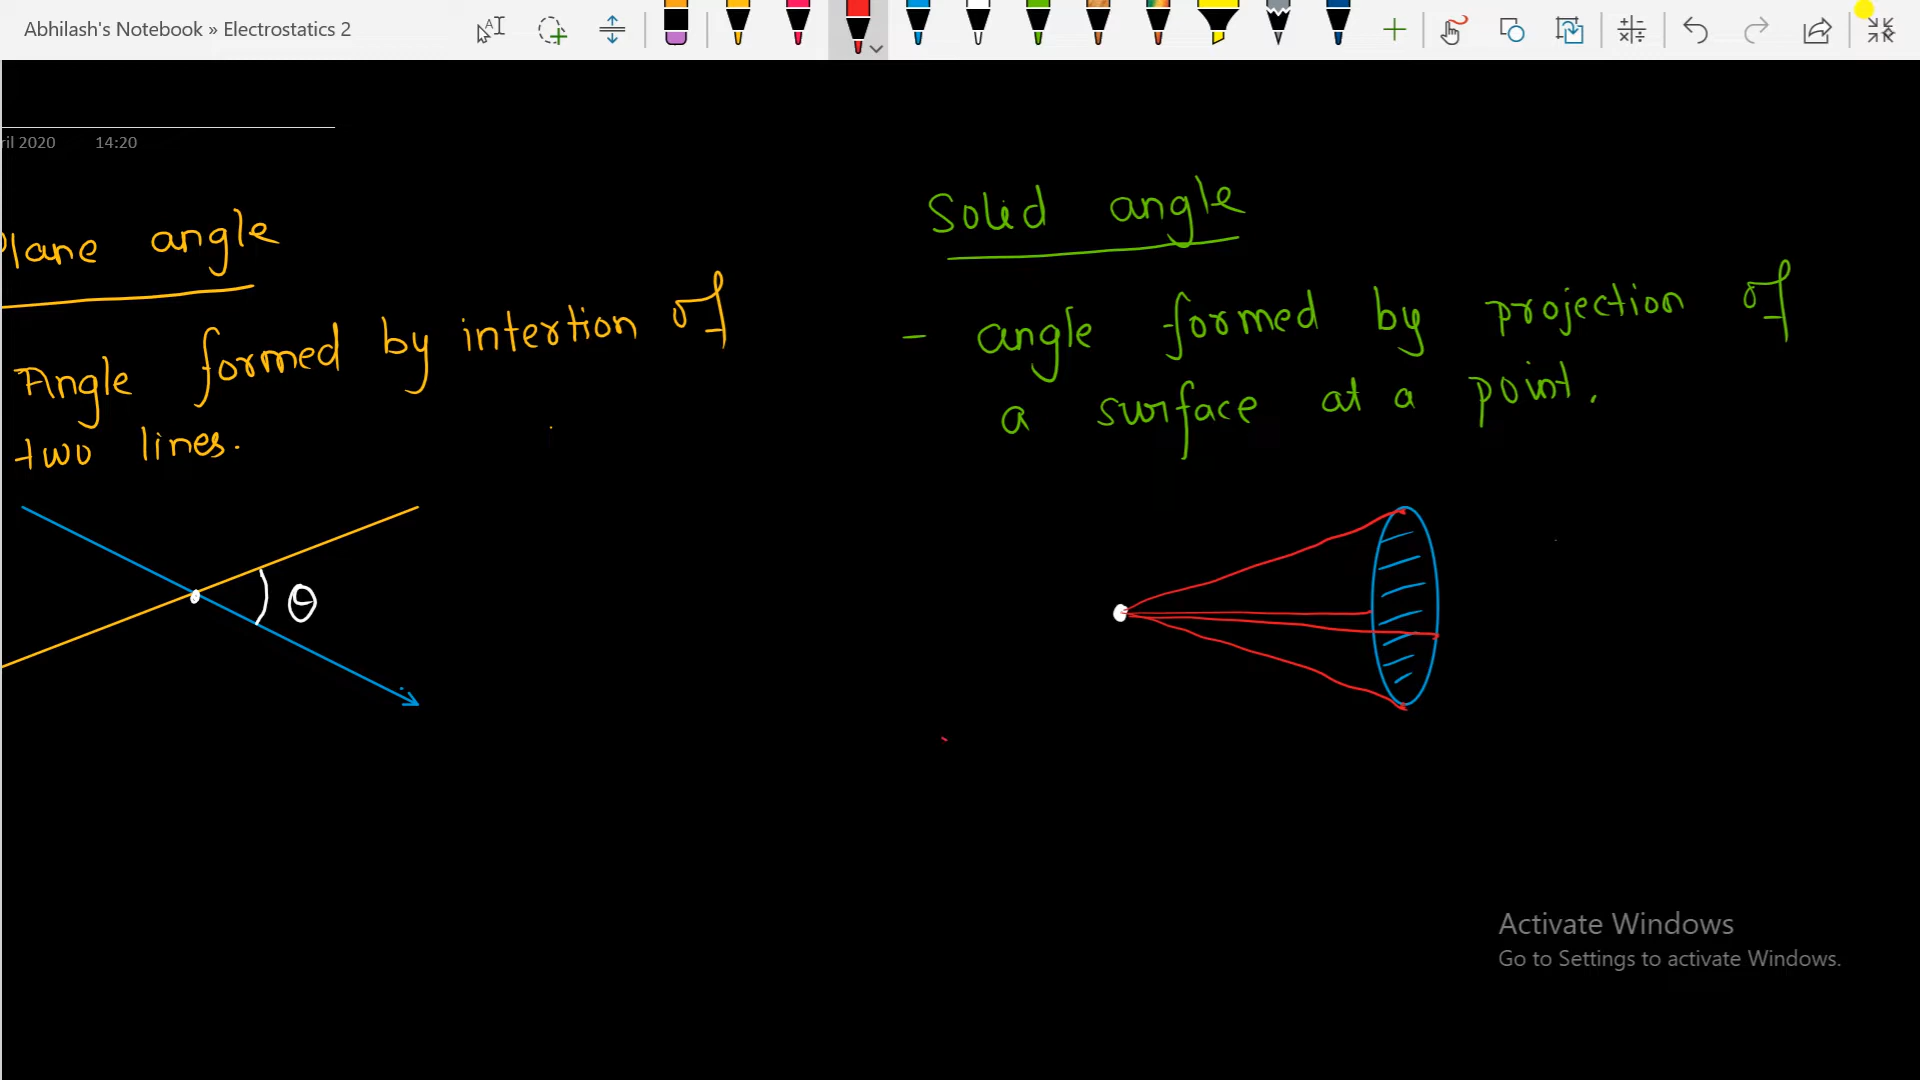 Abhilash's Notebook » Electrostatics 2
ril 2020 14:20
Plane angle
Angle formed by intertion of
two lines.
θ
Solid angle
- angle formed by projection of
a surface at a point.
Activate Windows
Go to Settings to activate Windows.